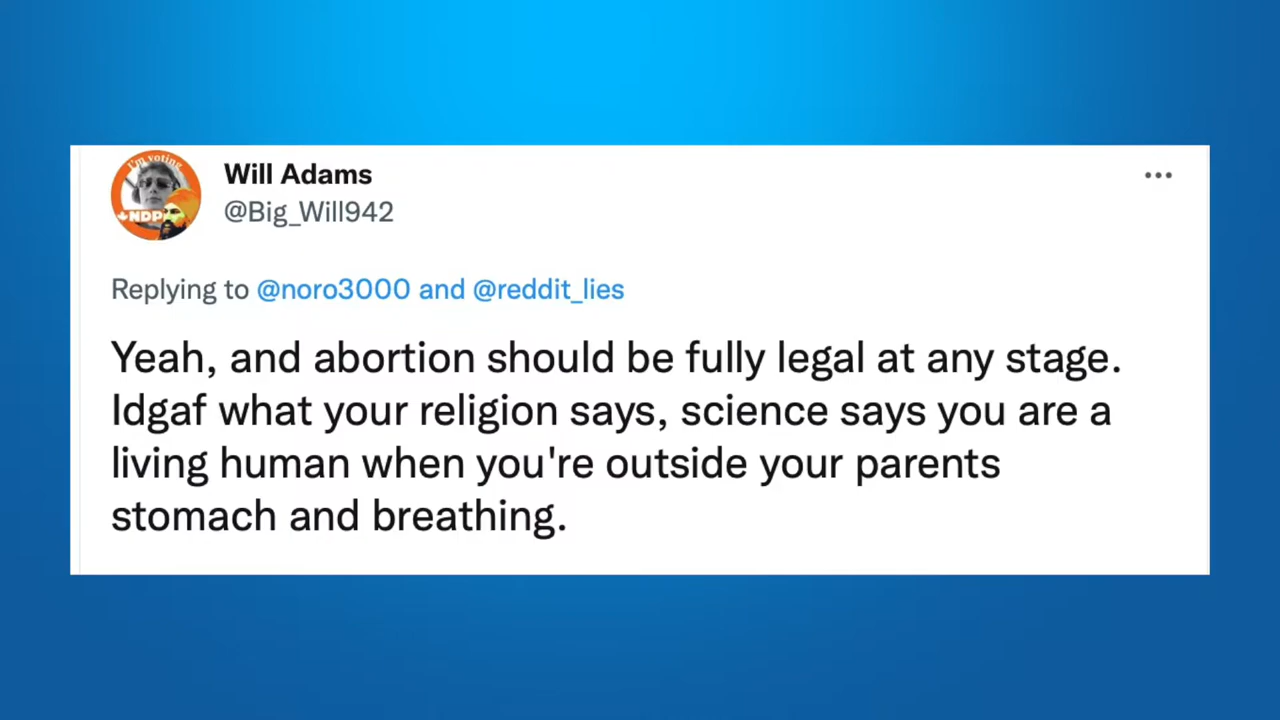 I'm voting
NDP
Will Adams
@Big_Will942
Replying to @noro3000 and @reddit_lies
Yeah, and abortion should be fully legal at any stage.
Idgaf what your religion says, science says you are a
living human when you're outside your parents
stomach and breathing.